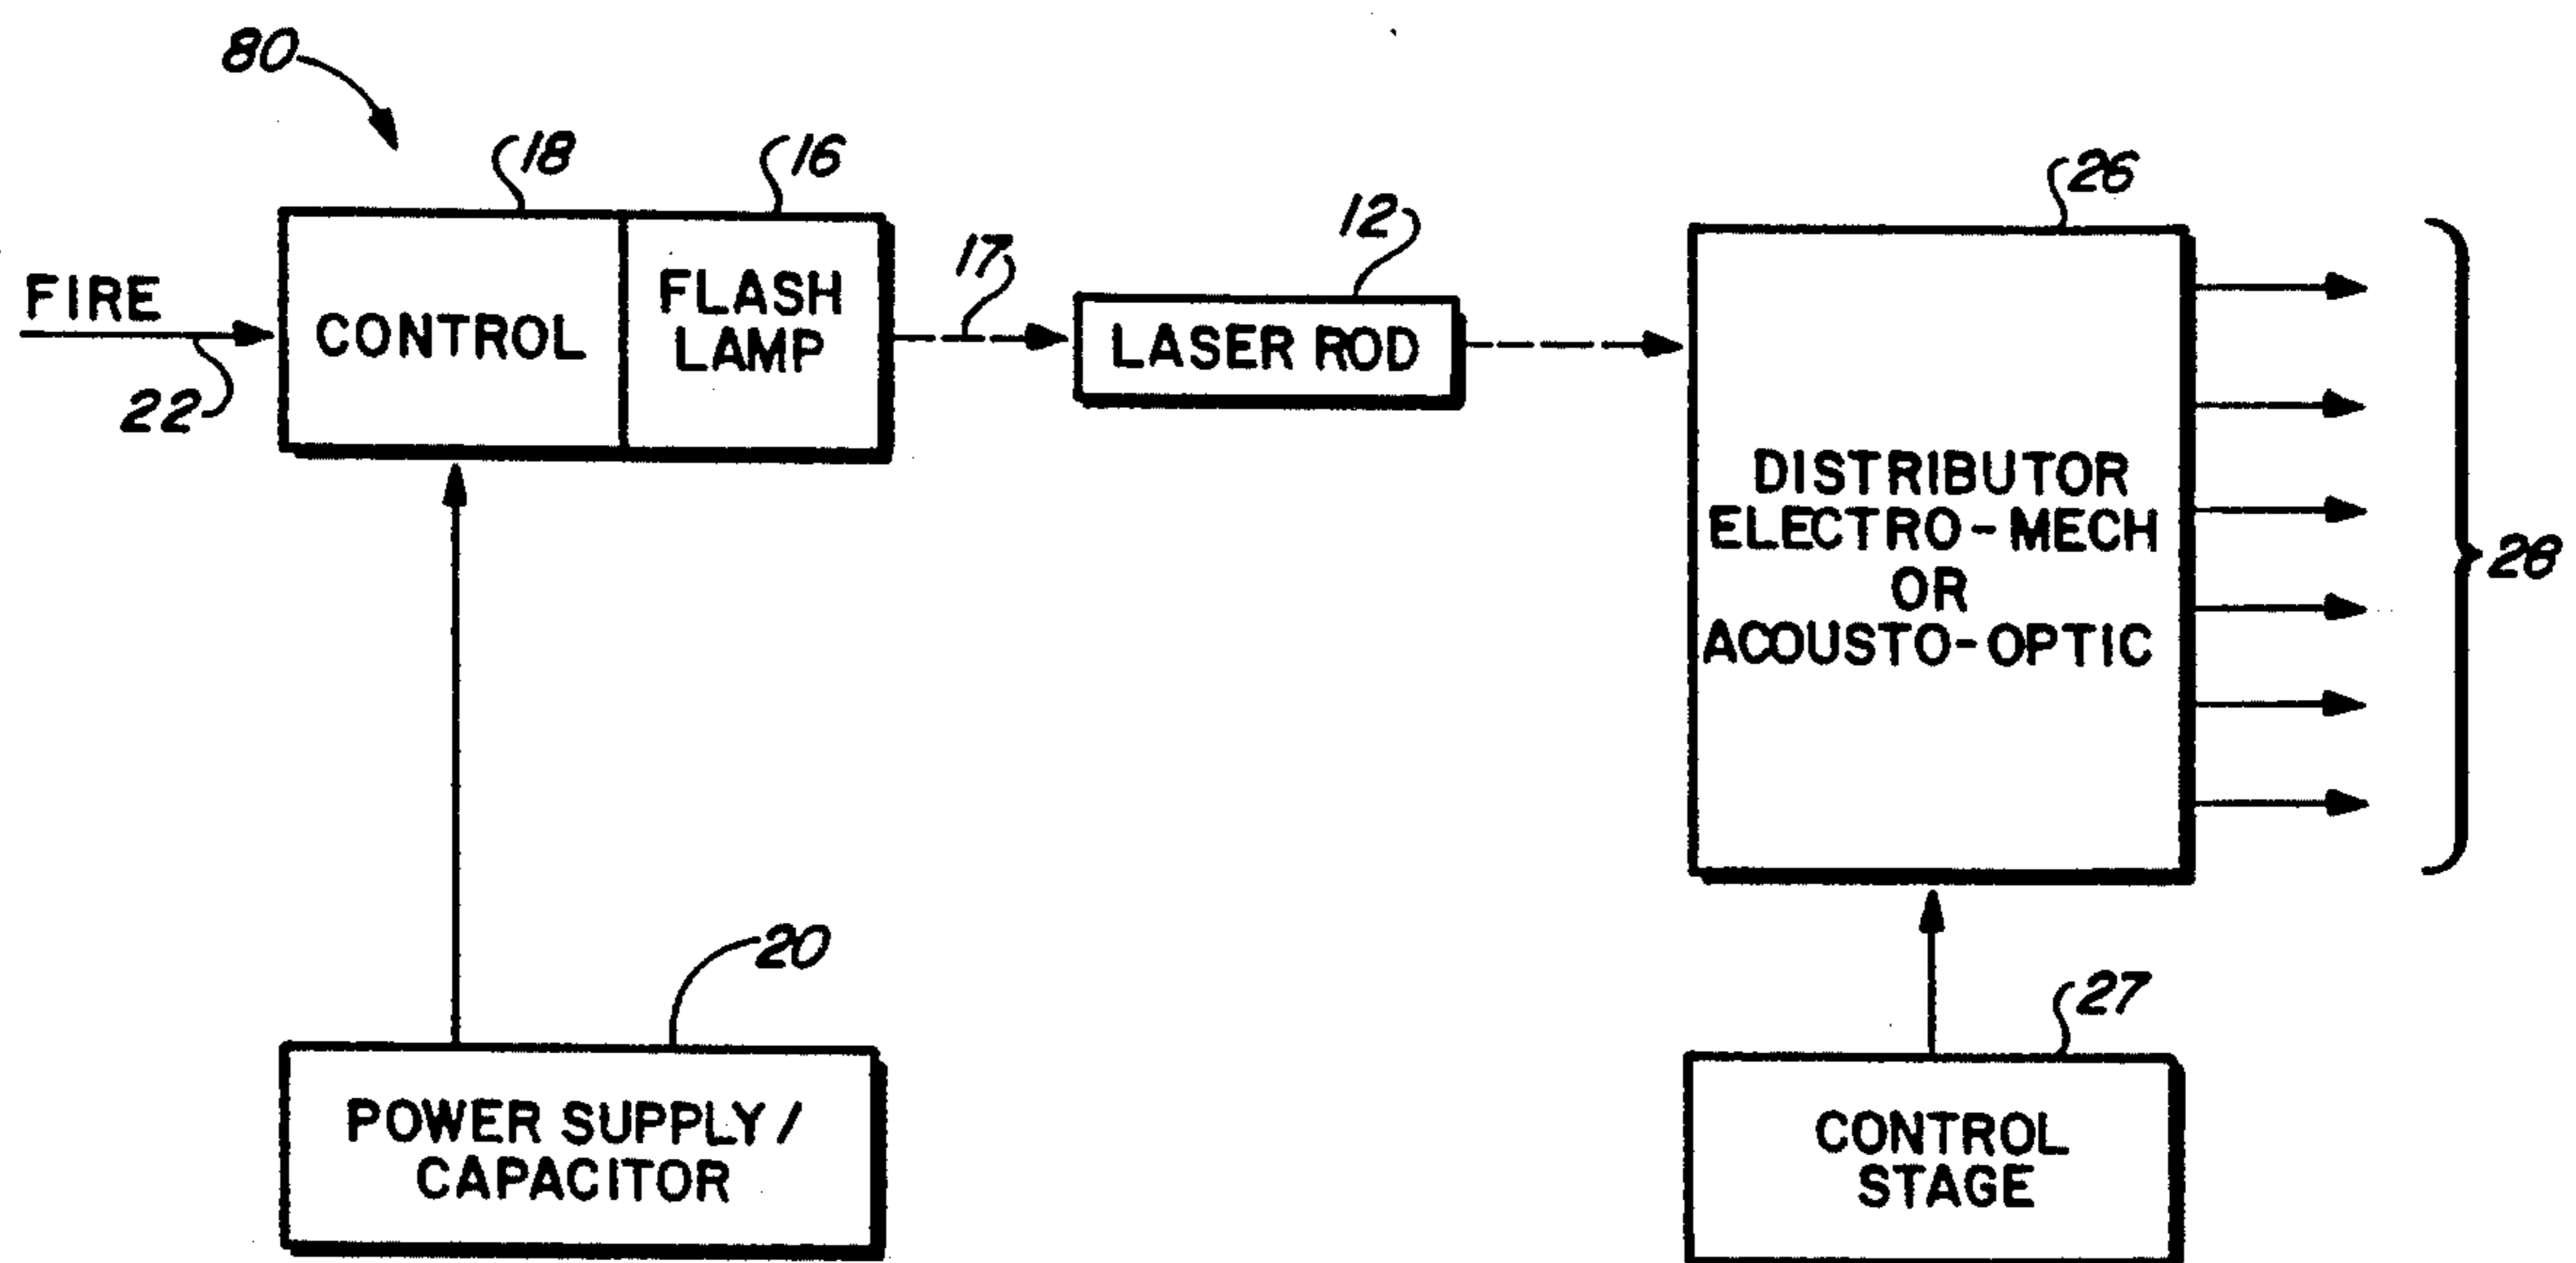 80
18
16
FIRE
22
CONTROL
FLASH
LAMP
17
12
LASER ROD
26
DISTRIBUTOR
ELECTRO-MECH
OR
ACOUSTO-OPTIC
28
20
POWER SUPPLY/
CAPACITOR
27
CONTROL
STAGE